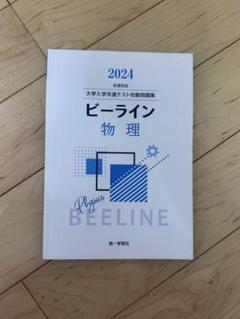 2024
新課程版
大学入学共通テスト攻略問題集
ビーライン
物理
Physics
BEELINE
第一学習社